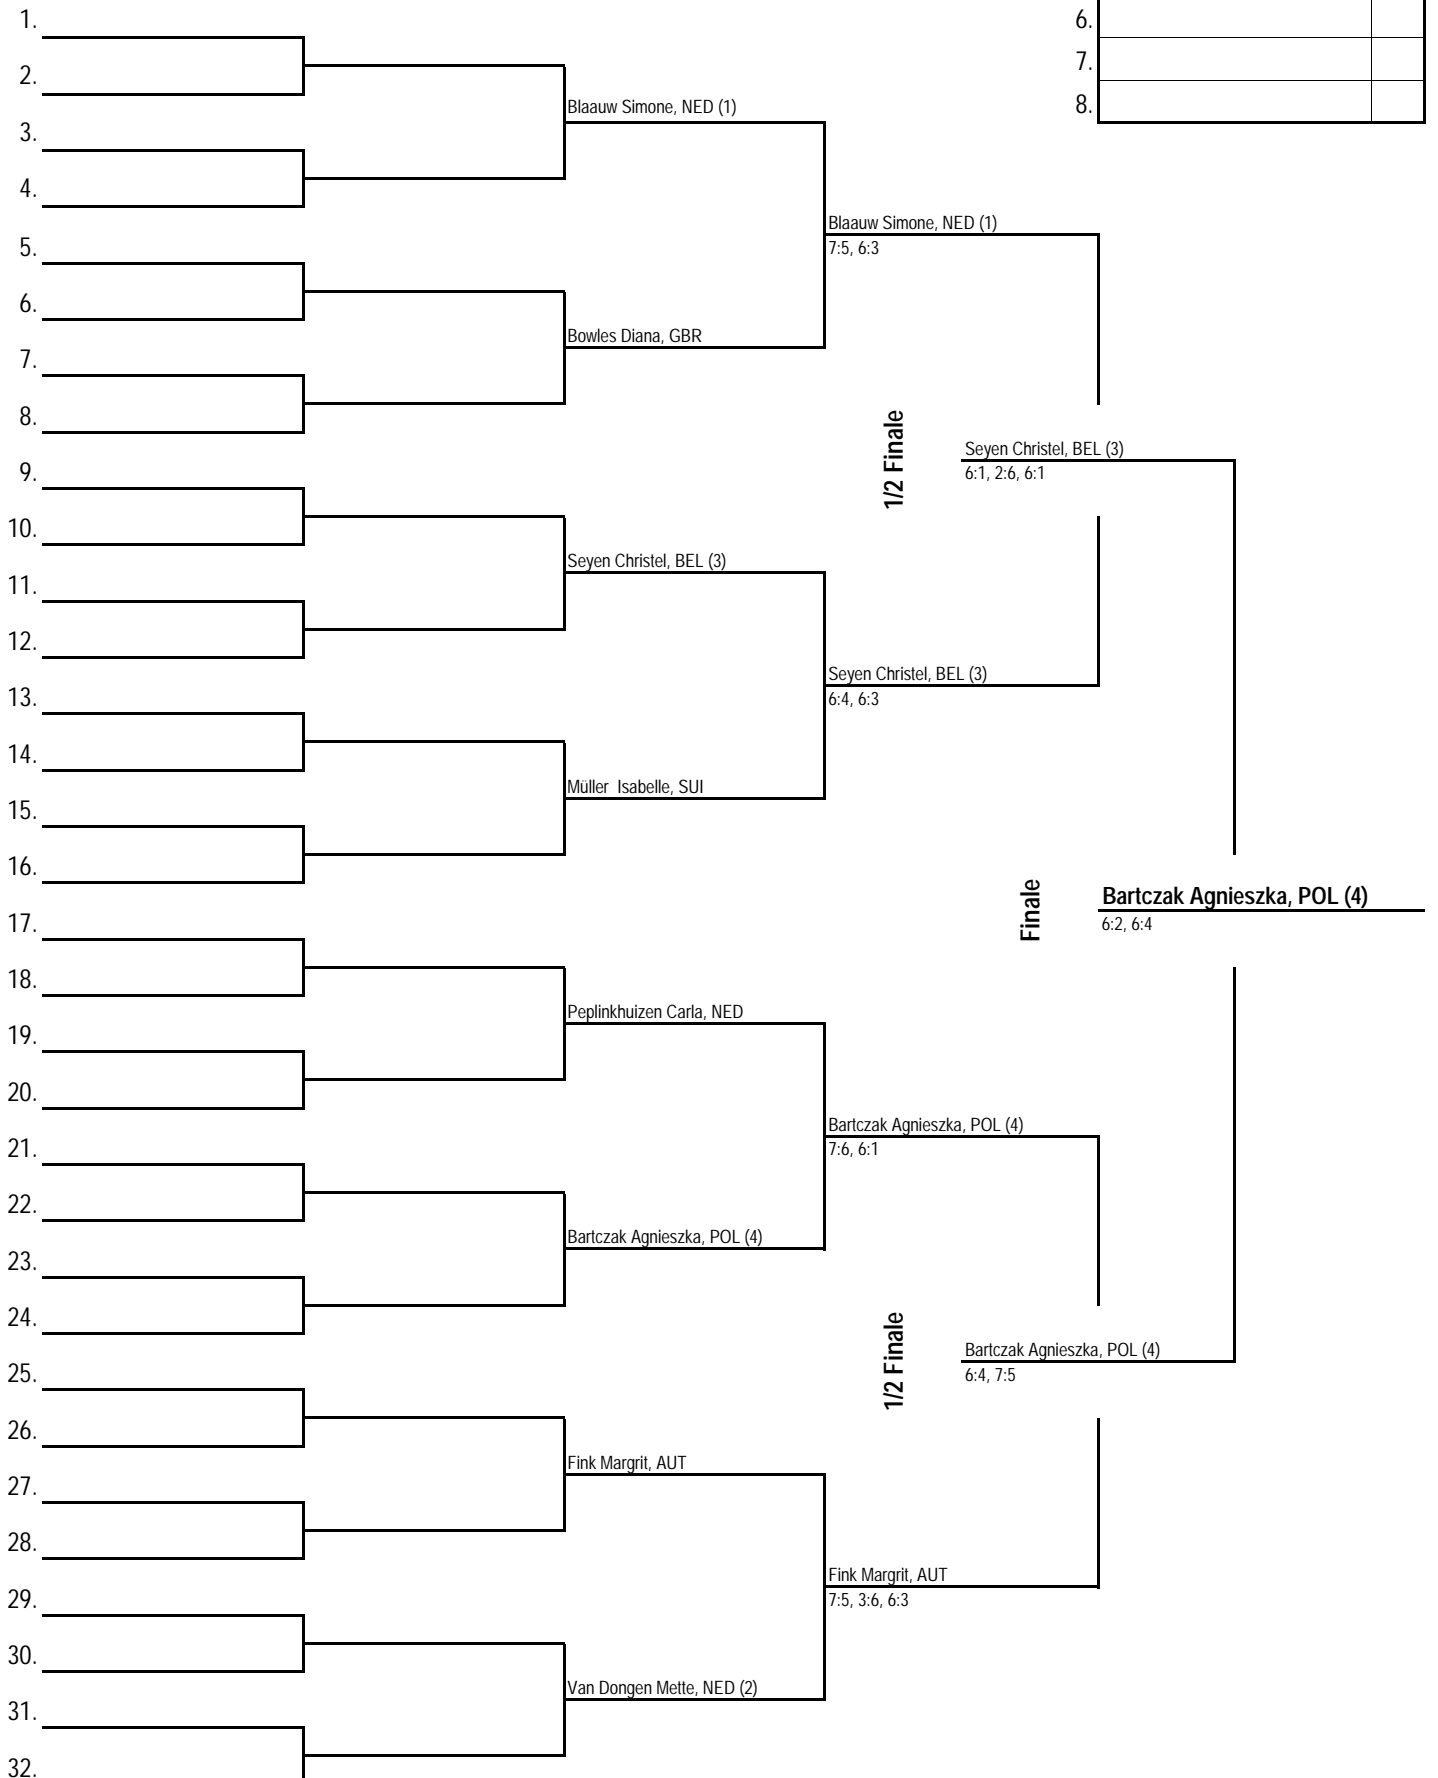 1.
6.
2.
7.
Blaauw Simone, NED (1)
8.
3.
4.
Blaauw Simone, NED (1)
7:5, 6:3
5.
6.
Bowles Diana, GBR
7.
8.
1/2 Finale
Seyen Christel, BEL (3)
6:1, 2:6, 6:1
9.
10.
Seyen Christel, BEL (3)
11.
12.
Seyen Christel, BEL (3)
6:4, 6:3
13.
14.
Müller  Isabelle, SUI
15.
16.
Finale
Bartczak Agnieszka, POL (4)
6:2, 6:4
17.
18.
Peplinkhuizen Carla, NED
19.
20.
Bartczak Agnieszka, POL (4)
7:6, 6:1
21.
22.
Bartczak Agnieszka, POL (4)
23.
24.
1/2 Finale
Bartczak Agnieszka, POL (4)
6:4, 7:5
25.
26.
Fink Margrit, AUT
27.
28.
Fink Margrit, AUT
7:5, 3:6, 6:3
29.
30.
Van Dongen Mette, NED (2)
31.
32.